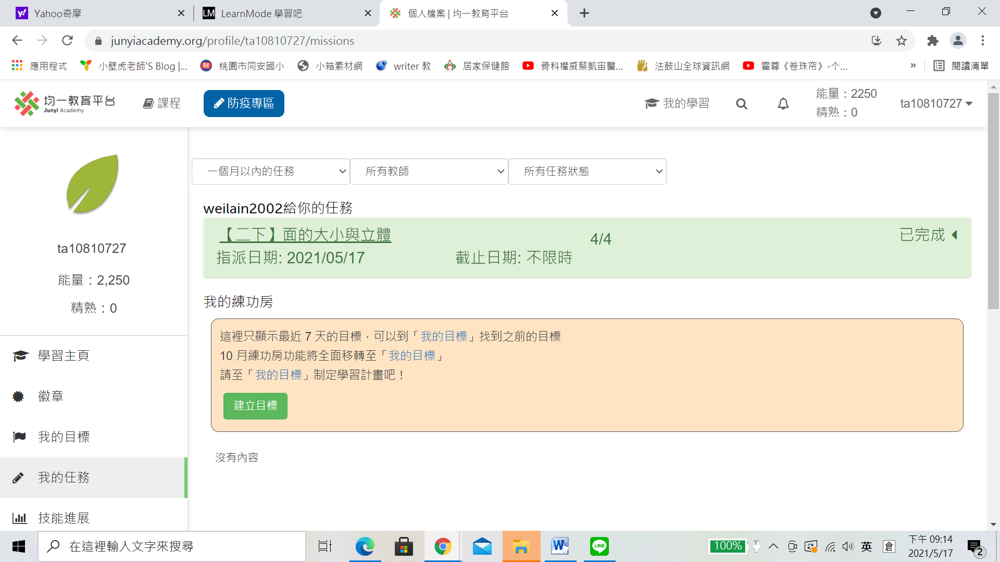 Yahoo奇摩
LearnMode 學習吧
個人檔案 | 均一教育平台
junyiacademy.org/profile/ta10810727/missions
應用程式
小壁虎老師'S Blog |...
桃園市同安國小
小箱素材網
writer 教
居家保健館
骨科權威蔡凱宙醫...
法鼓山全球資訊網
霍尊《卷珠帘》-个...
»
閱讀清單
均一教育平台
Junyi Academy
課程
防疫專區
我的學習
能量：2250
精熟：0
ta10810727
ta10810727
能量：2,250
精熟：0
學習主頁
徽章
我的目標
我的任務
技能進展
一個月以內的任務
所有教師
所有任務狀態
weilain2002給你的任務
【二下】面的大小與立體
4/4
已完成
指派日期: 2021/05/17
截止日期: 不限時
我的練功房
這裡只顯示最近 7 天的目標，可以到「我的目標」找到之前的目標
10 月練功房功能將全面移轉至「我的目標」
請至「我的目標」制定學習計畫吧！
建立目標
沒有內容
在這裡輸入文字來搜尋
LINE
100%
英
倉
下午 09:14
2021/5/17
2